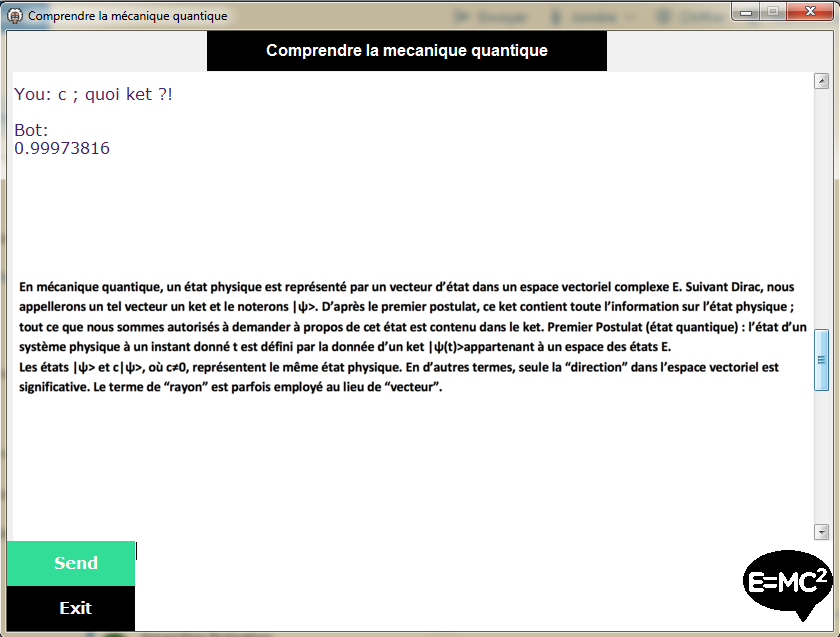 Comprendre la mécanique quantique
Comprendre la mecanique quantique
You: c ; quoi ket ?!
Bot:
0.99973816
En mécanique quantique, un état physique est représenté par un vecteur d’état dans un espace vectoriel complexe E. Suivant Dirac, nous
appellerons un tel vecteur un ket et le noterons |ψ>. D’après le premier postulat, ce ket contient toute l’information sur l’état physique ;
tout ce que nous sommes autorisés à demander à propos de cet état est contenu dans le ket. Premier Postulat (état quantique) : l’état d’un
système physique à un instant donné t est défini par la donnée d’un ket |ψ(t)>appartenant à un espace des états E.
Les états |ψ> et c|ψ>, où c≠0, représentent le même état physique. En d’autres termes, seule la “direction” dans l’espace vectoriel est
significative. Le terme de “rayon” est parfois employé au lieu de “vecteur”.
Send
Exit
E=MC²